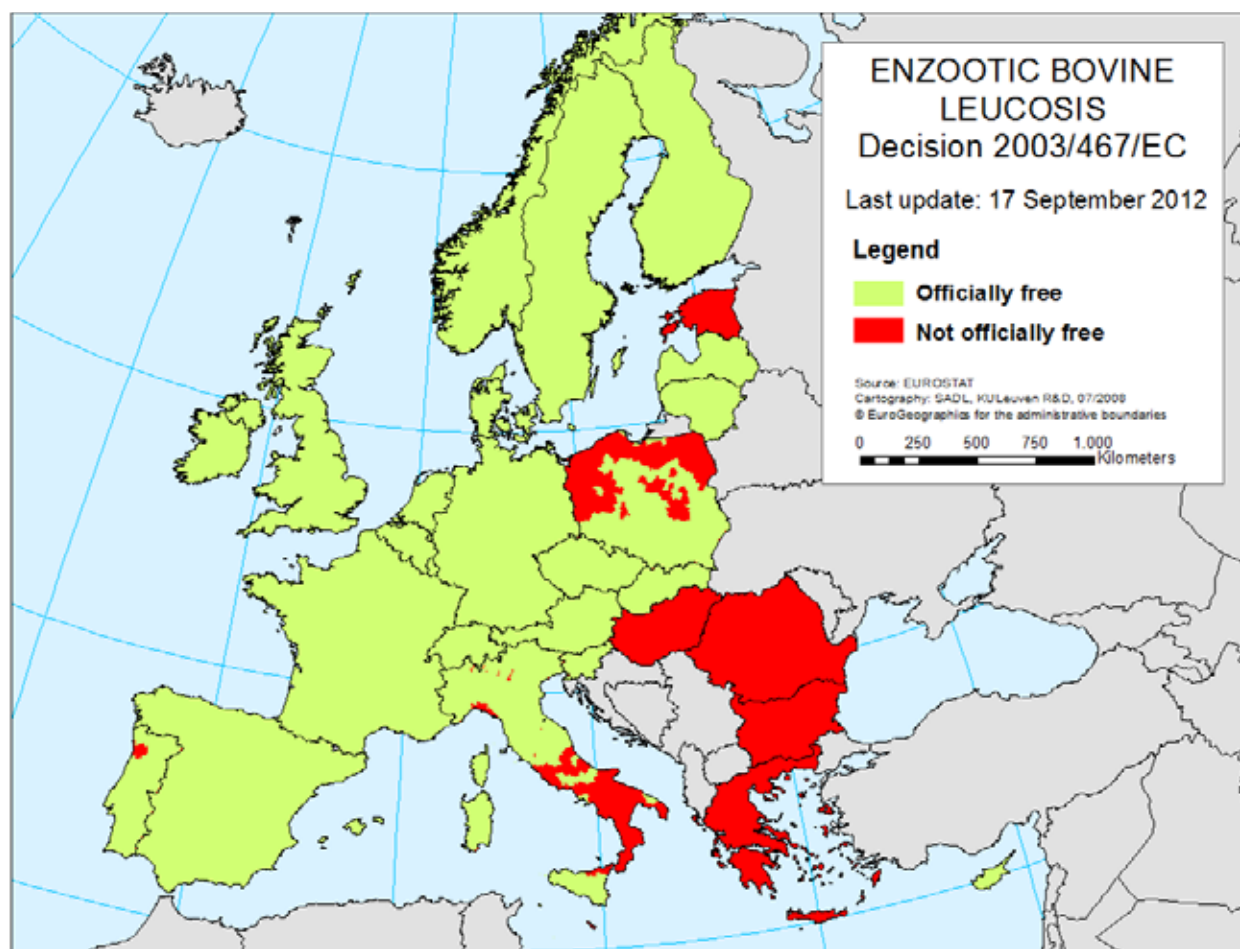 ENZOOTIC BOVINE
LEUCOSIS
Decision 2003/467/EC
Last update: 17 September 2012
Legend
Officially free
Not officially free
Source: EUROSTAT
Cartography: SADL, KULeuven R&D, 07/2008
© EuroGeographics for the administrative boundaries
0 250 500 750 1.000
Kilometers